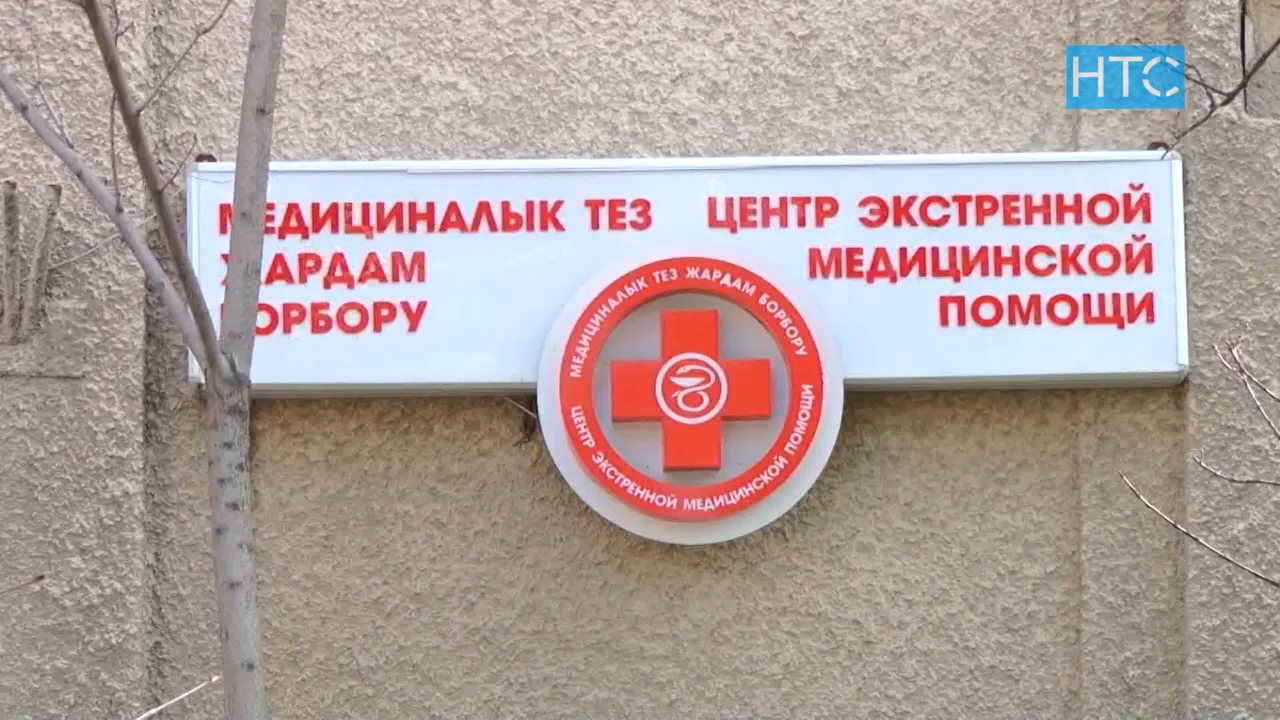 НТС
МЕДИЦИНАЛЫК ТЕЗ
ЖАРДАМ
БОРБОРУ
ЦЕНТР ЭКСТРЕННОЙ
МЕДИЦИНСКОЙ
ПОМОЩИ
МЕДИЦИНАЛЫК ТЕЗ ЖАРДАМ БОРБОРУ
ЦЕНТР ЭКСТРЕННОЙ МЕДИЦИНСКОЙ ПОМОЩИ